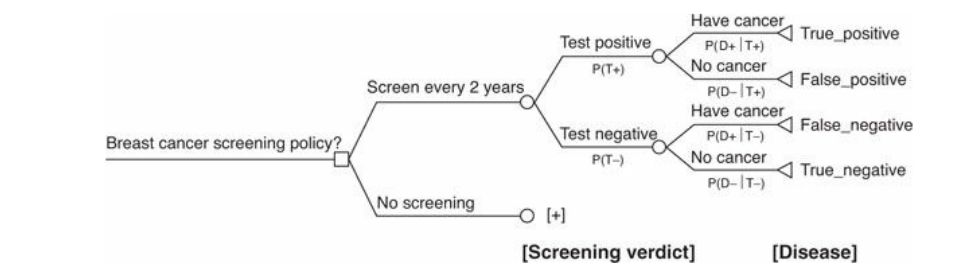 Breast cancer screening policy?
Screen every 2 years
Test positive
P(T+)
Have cancer
P(D+ | T+)
True_positive
No cancer
P(D– | T+)
False_positive
Test negative
P(T–)
Have cancer
P(D+ | T–)
False_negative
No cancer
P(D– | T–)
True_negative
No screening
[+]
[Screening verdict]
[Disease]